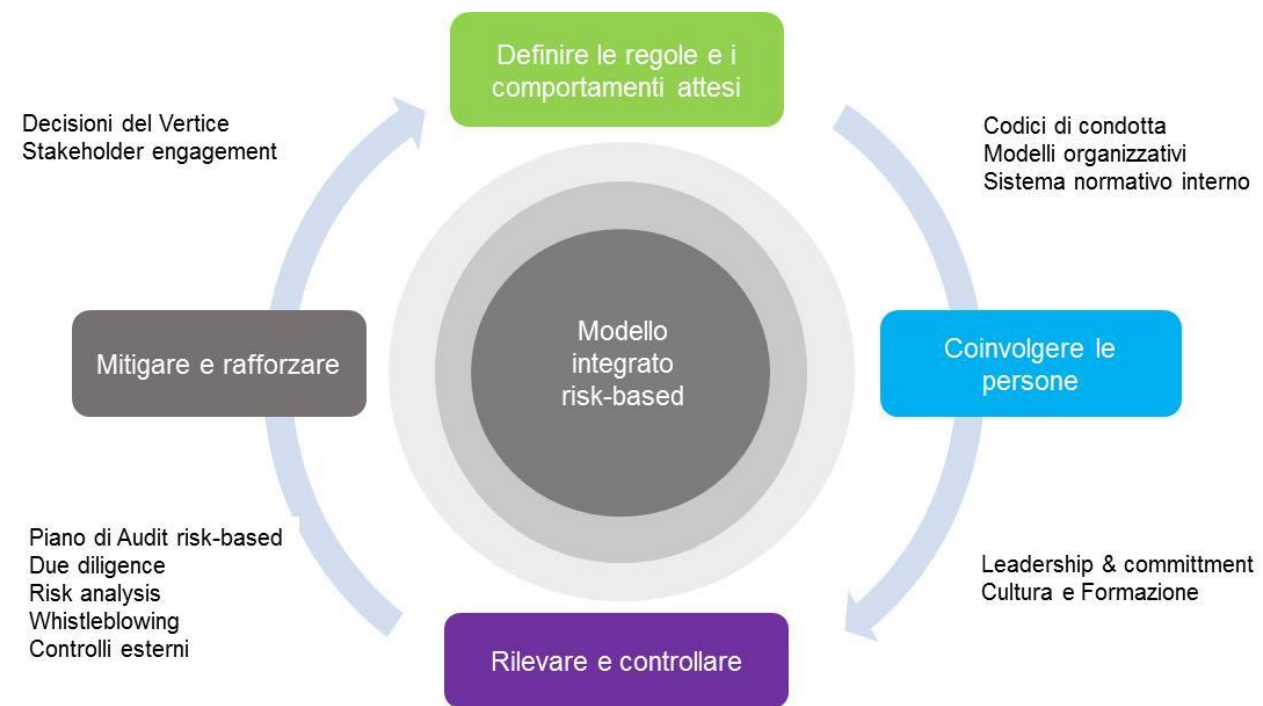 Definire le regole e i
comportamenti attesi
Decisioni del Vertice
Stakeholder engagement
Codici di condotta
Modelli organizzativi
Sistema normativo interno
Mitigare e rafforzare
Modello
integrato
risk-based
Coinvolgere le
persone
Piano di Audit risk-based
Due diligence
Risk analysis
Whistleblowing
Controlli esterni
Leadership & committment
Cultura e Formazione
Rilevare e controllare